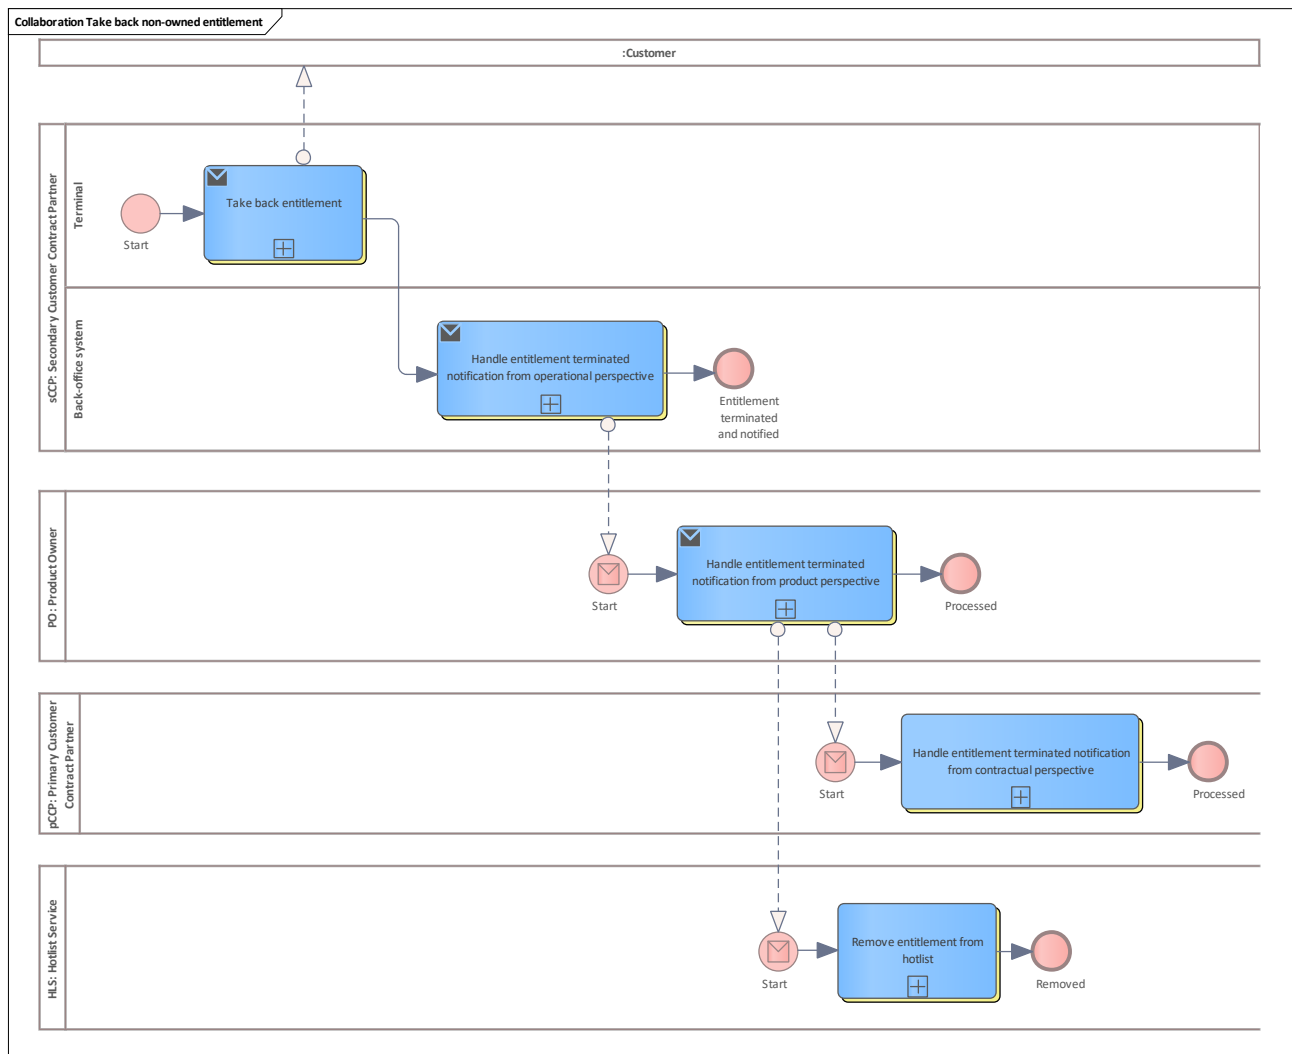 Collaboration Take back non-owned entitlement
:Customer
sCCP: Secondary Customer Contract Partner
Terminal
Take back entitlement
Start
Back-office system
Handle entitlement terminated
notification from operational perspective
Entitlement
terminated
and notified
PO: Product Owner
Start
Handle entitlement terminated
notification from product perspective
Processed
pCCP: Primary Customer
Contract Partner
Start
Handle entitlement terminated notification
from contractual perspective
Processed
HLS: Hotlist Service
Start
Remove entitlement from
hotlist
Removed